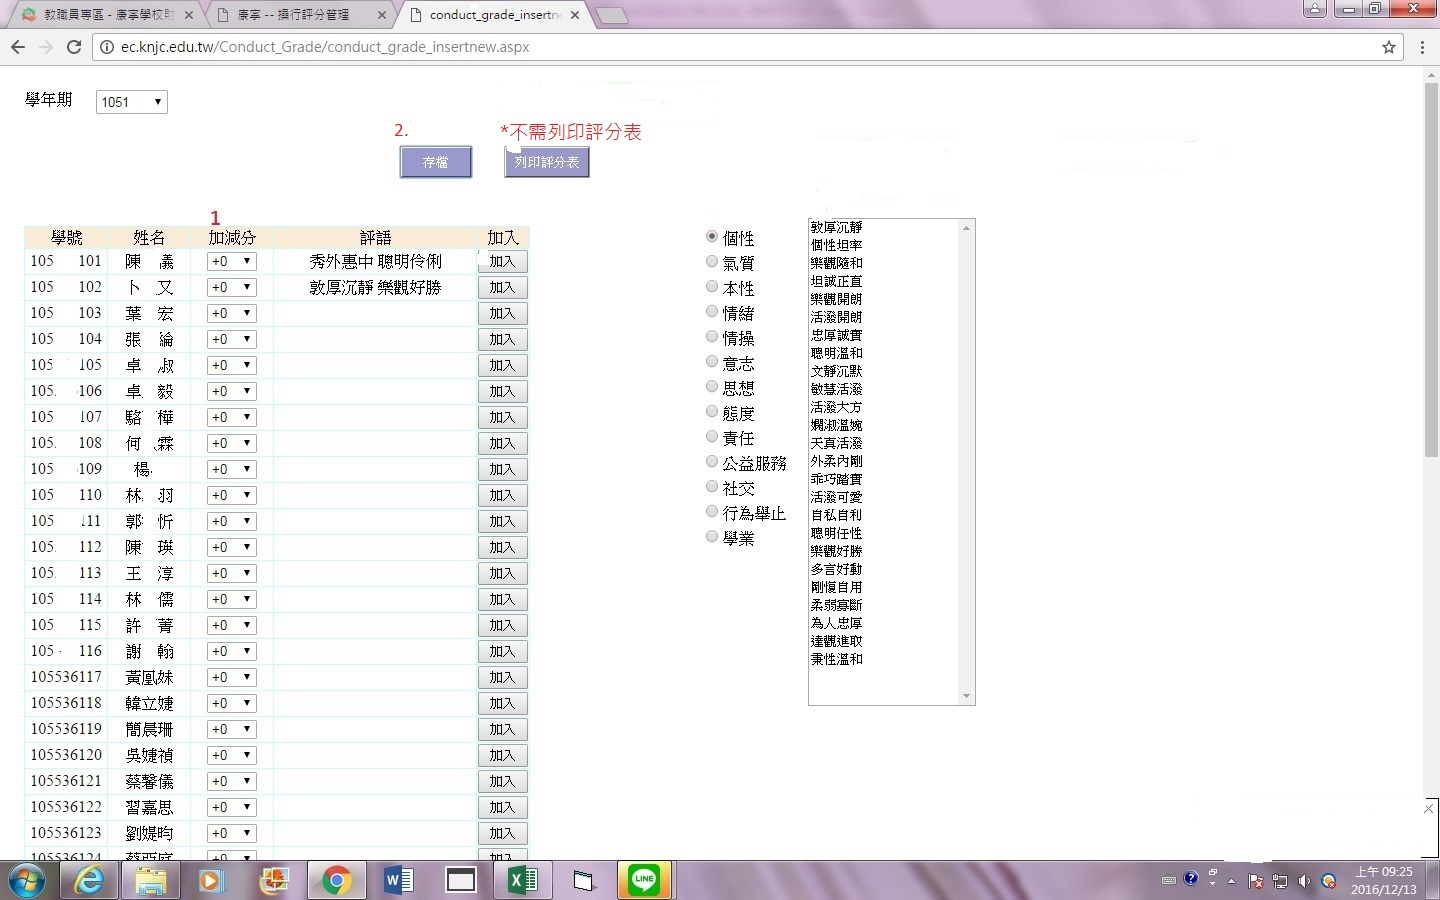 教職員專區 - 康寧學校財
康寧 -- 操行評分管理
conduct_grade_insertne
ec.knjc.edu.tw/Conduct_Grade/conduct_grade_insertnew.aspx
學年期 1051
2. *不需列印評分表
存檔 列印評分表
1
學號 姓名 加減分 評語 加入
105 101 陳 義 +0 秀外惠中 聰明伶俐 加入
105 102 卜 又 +0 敦厚沉靜 樂觀好勝 加入
105 103 葉 宏 +0 加入
105 104 張 綸 +0 加入
105 105 卓 叔 +0 加入
105 106 卓 毅 +0 加入
105 107 駱 樺 +0 加入
105 108 何 霖 +0 加入
105 109 楊 +0 加入
105 110 林 羽 +0 加入
105 111 郭 忻 +0 加入
105 112 陳 瑛 +0 加入
105 113 王 淳 +0 加入
105 114 林 儒 +0 加入
105 115 許 菁 +0 加入
105 116 謝 翰 +0 加入
105536117 黃凰妹 +0 加入
105536118 韓立婕 +0 加入
105536119 簡晨珊 +0 加入
105536120 吳婕禎 +0 加入
105536121 蔡馨儀 +0 加入
105536122 習嘉思 +0 加入
105536123 劉媞昀 +0 加入
105536124 +0 加入
個性
氣質
本性
情緒
情操
意志
思想
態度
責任
公益服務
社交
行為舉止
學業
敦厚沉靜
個性坦率
樂觀隨和
坦誠正直
樂觀開朗
活潑開朗
忠厚誠實
聰明溫和
文靜沉默
敏慧活潑
活潑大方
嫻淑溫婉
天真活潑
外柔內剛
乖巧踏實
活潑可愛
自私自利
聰明任性
樂觀好勝
多言好動
剛愎自用
柔弱寡斷
為人忠厚
達觀進取
秉性溫和
LINE
上午 09:25
2016/12/13